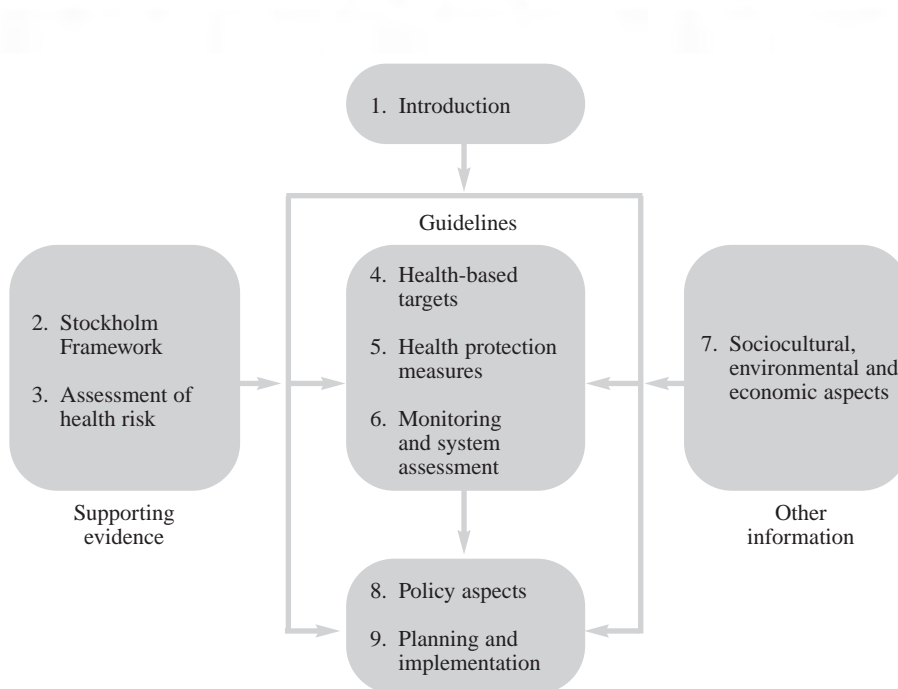 1. Introduction
Guidelines
2. Stockholm
Framework
3. Assessment of
health risk
Supporting
evidence
4. Health-based
targets
5. Health protection
measures
6. Monitoring
and system
assessment
7. Sociocultural,
environmental and
economic aspects
Other
information
8. Policy aspects
9. Planning and
implementation